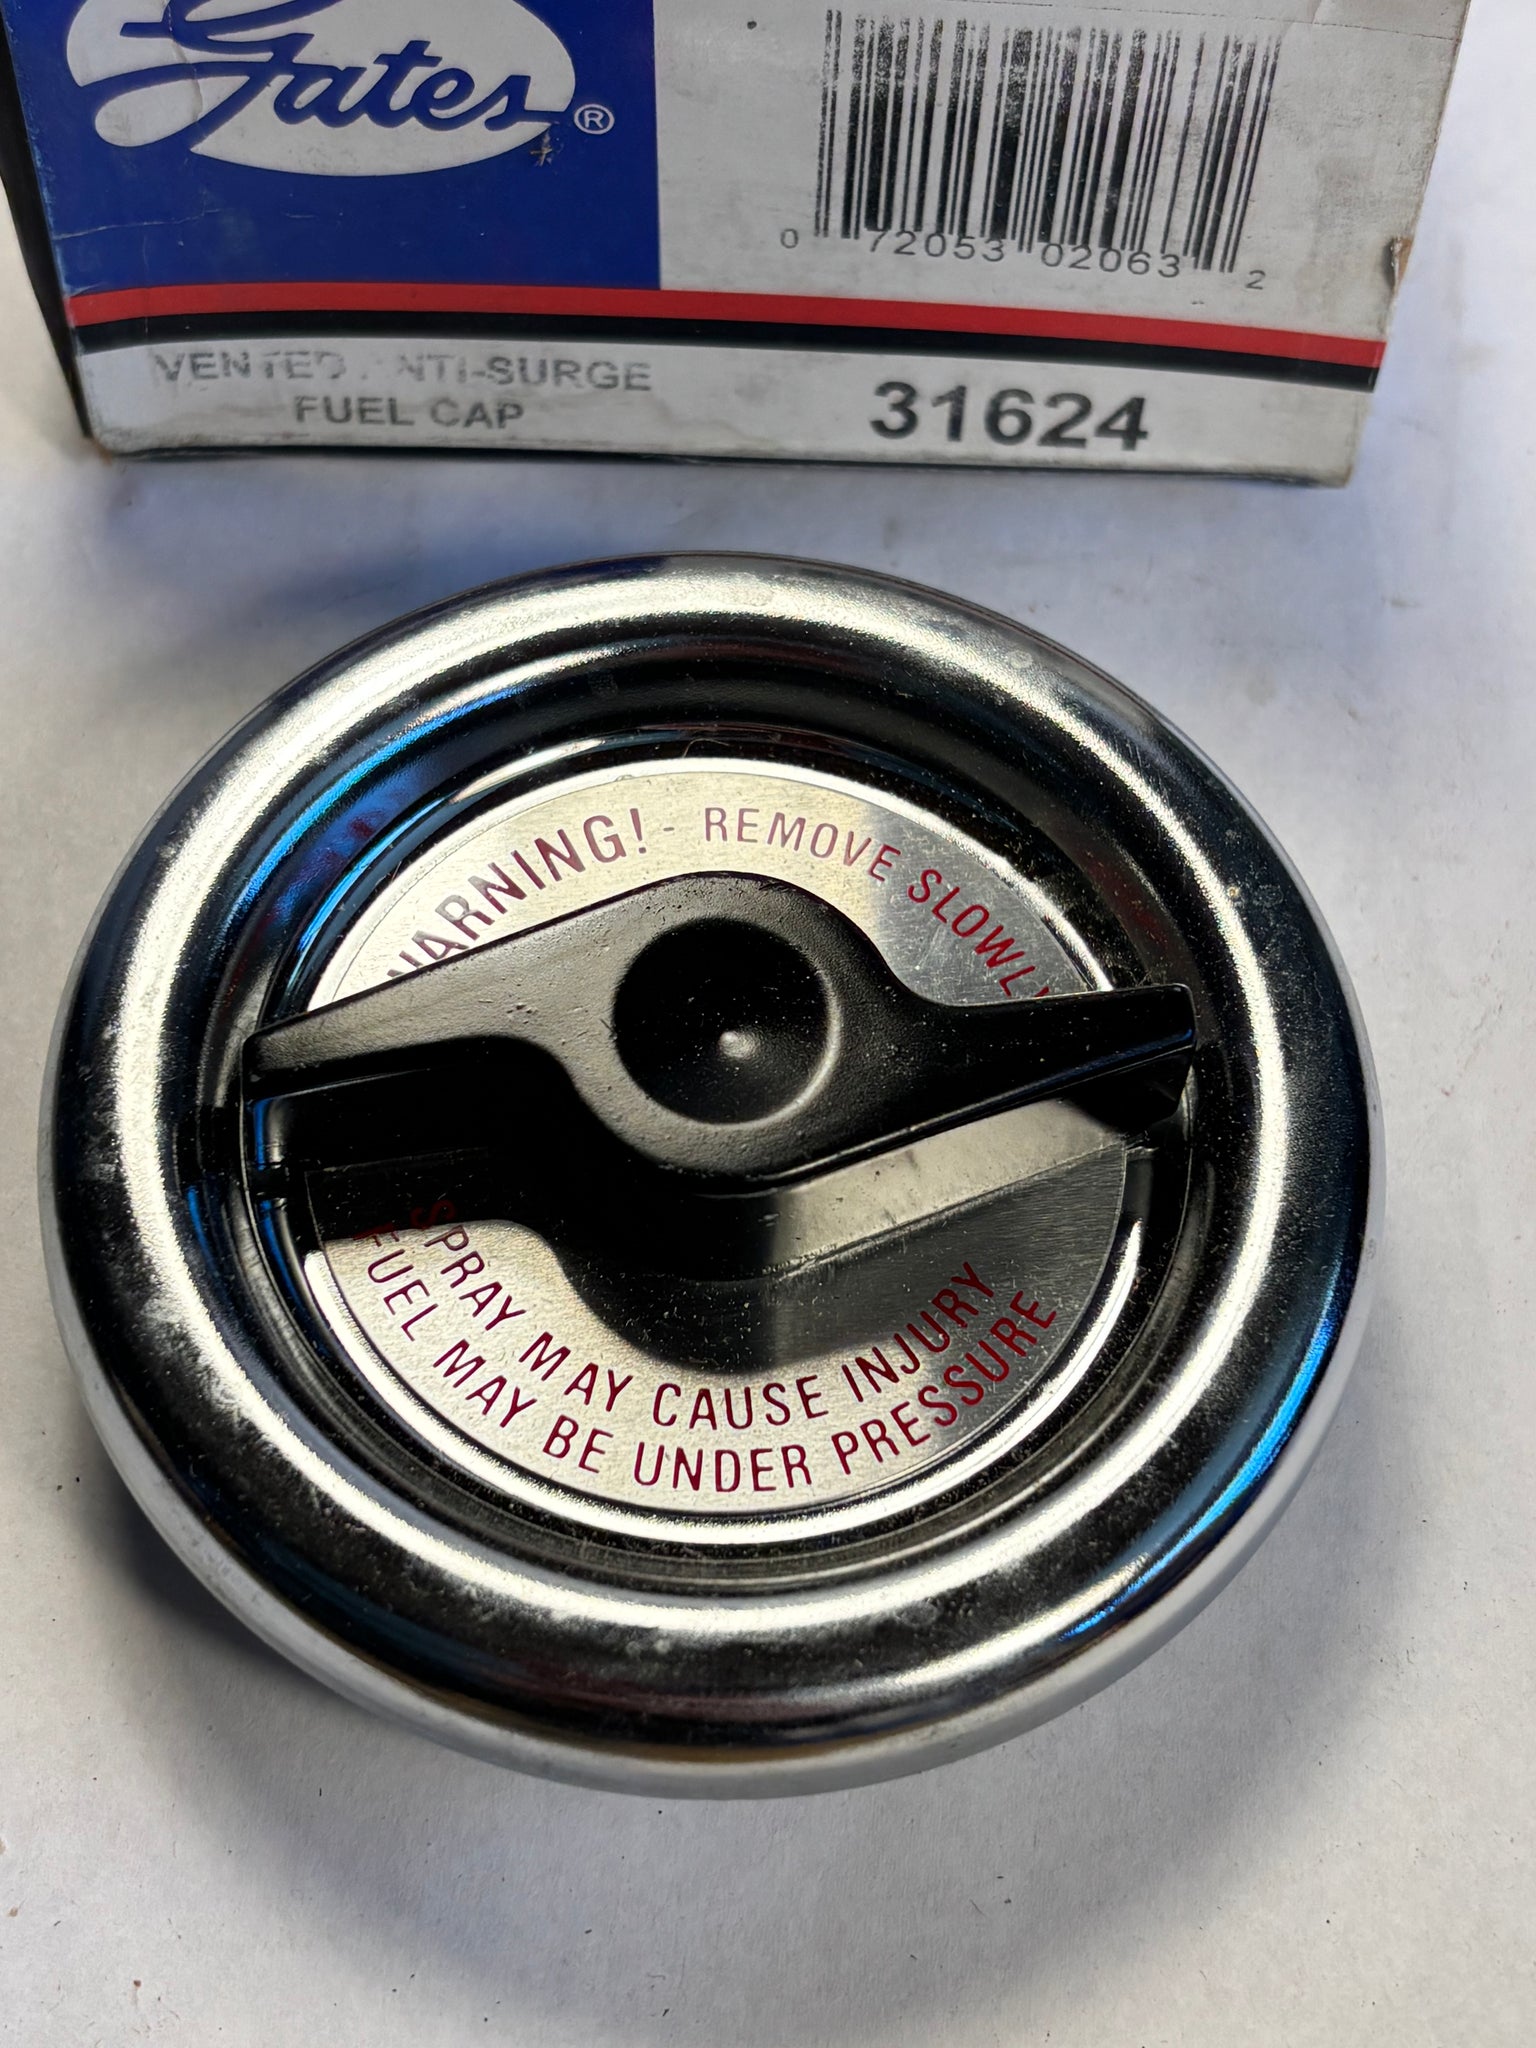 Gates®
0 72053 02063 2
VENTED ANTI-SURGE
FUEL CAP
31624
WARNING! - REMOVE SLOWLY
SPRAY MAY CAUSE INJURY
FUEL MAY BE UNDER PRESSURE